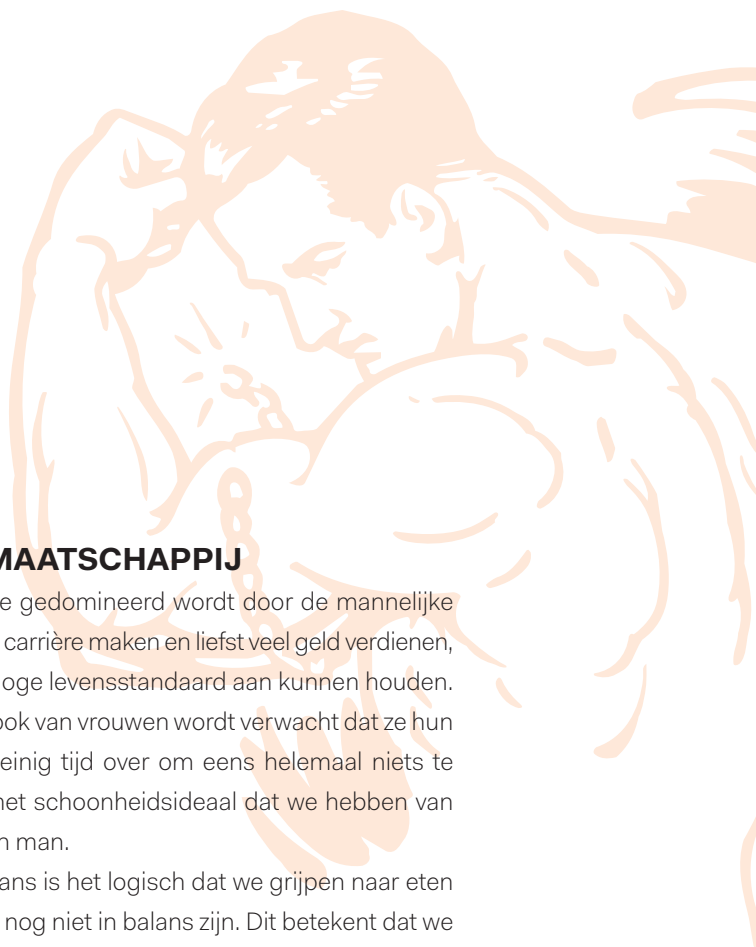 MAATSCHAPPIJ
e gedomineerd wordt door de mannelijke
carrière maken en liefst veel geld verdienen,
oge levensstandaard aan kunnen houden.
ook van vrouwen wordt verwacht dat ze hun
einig tijd over om eens helemaal niets te
het schoonheidsideaal dat we hebben van
n man.
ans is het logisch dat we grijpen naar eten
nog niet in balans zijn. Dit betekent dat we